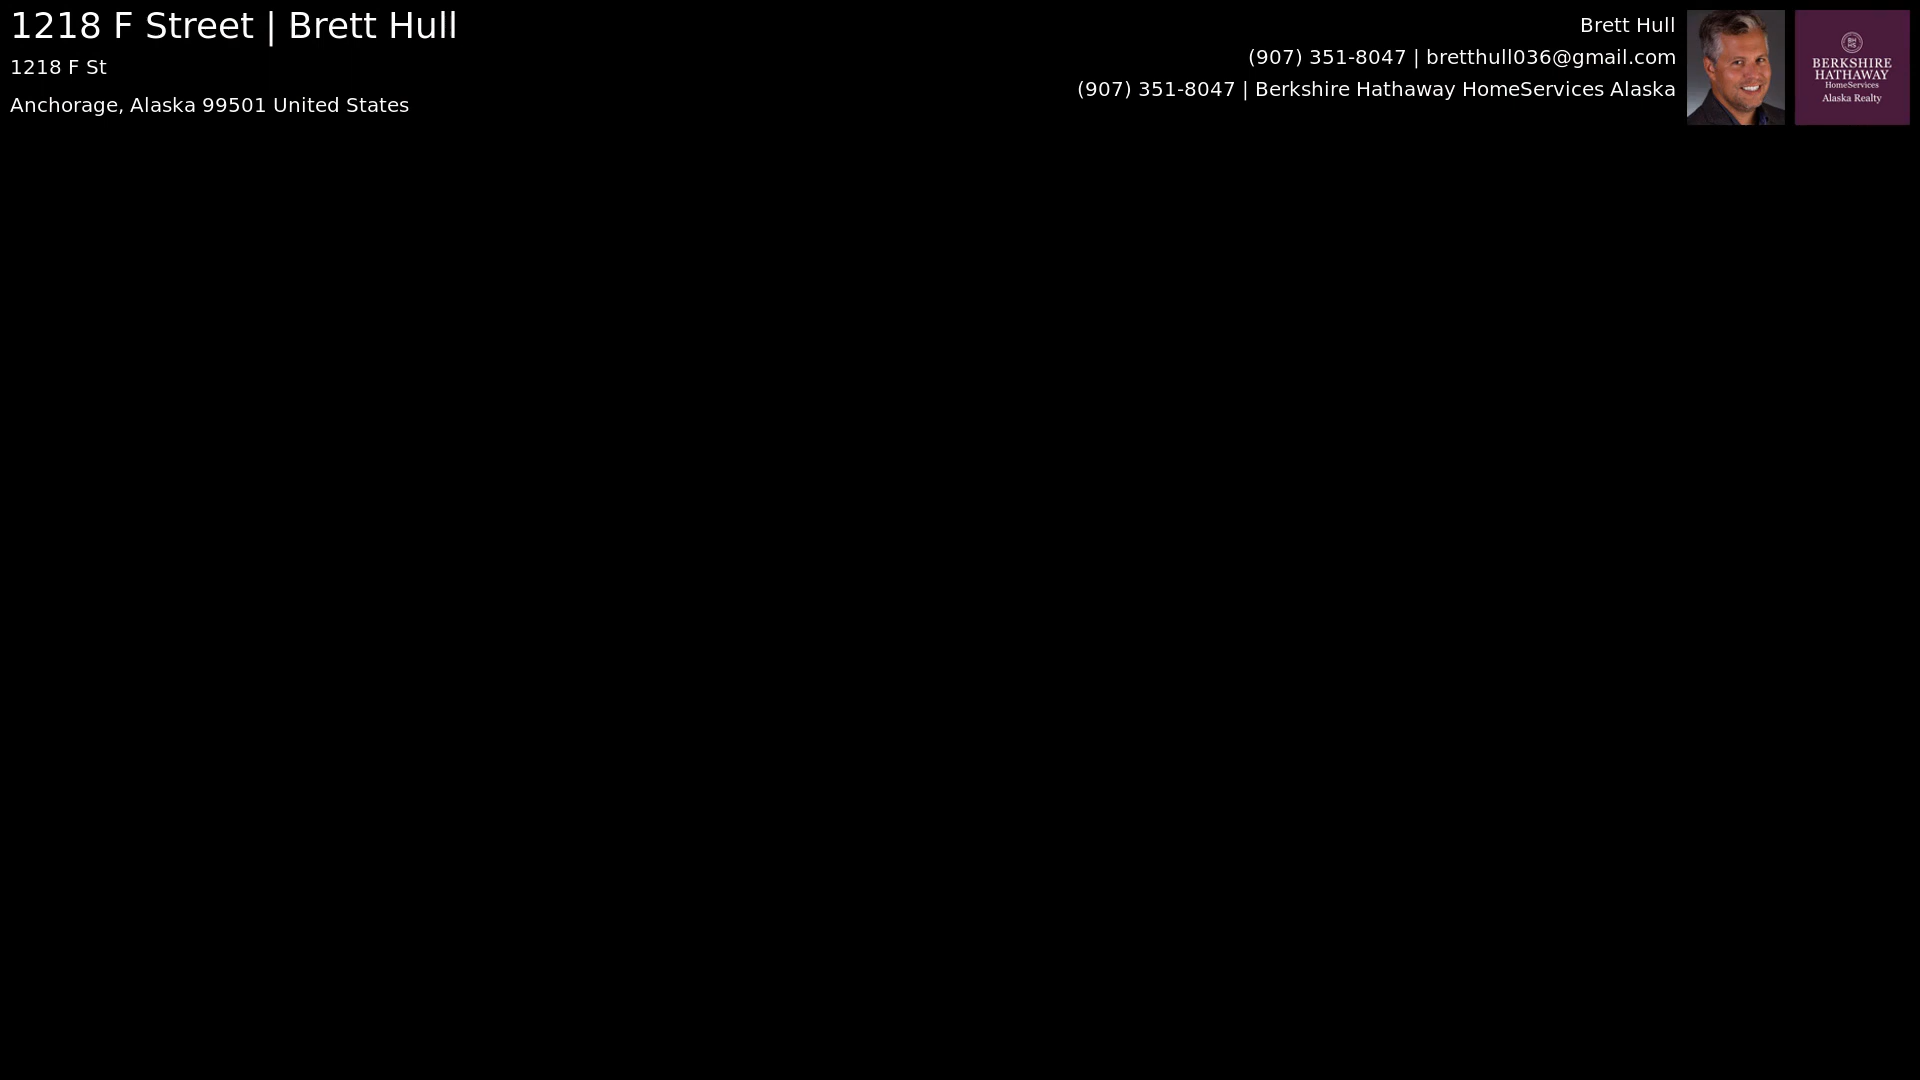 1218 F Street | Brett Hull
1218 F St
Anchorage, Alaska 99501 United States
Brett Hull
(907) 351-8047 | bretthull036@gmail.com
(907) 351-8047 | Berkshire Hathaway HomeServices Alaska
BERKSHIRE
HATHAWAY
HomeServices
Alaska Realty